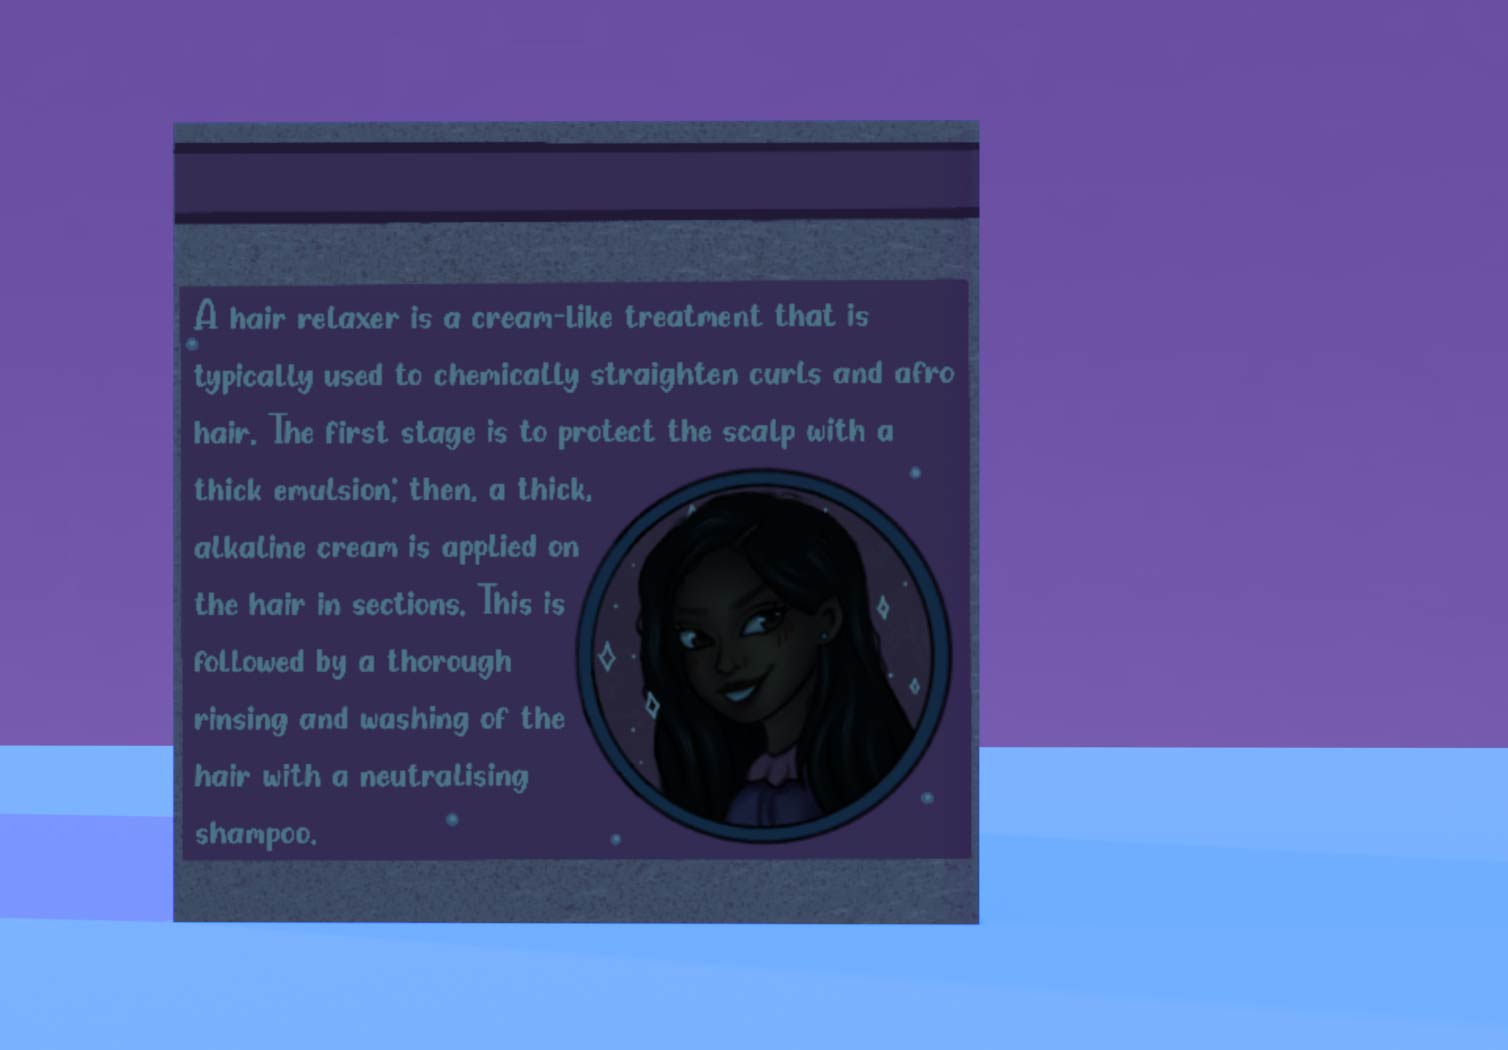 A hair relaxer is a cream-like treatment that is
typically used to chemically straighten curls and afro
hair. The first stage is to protect the scalp with a
thick emulsion; then, a thick,
alkaline cream is applied on
the hair in sections. This is
followed by a thorough
rinsing and washing of the
hair with a neutralising
shampoo.